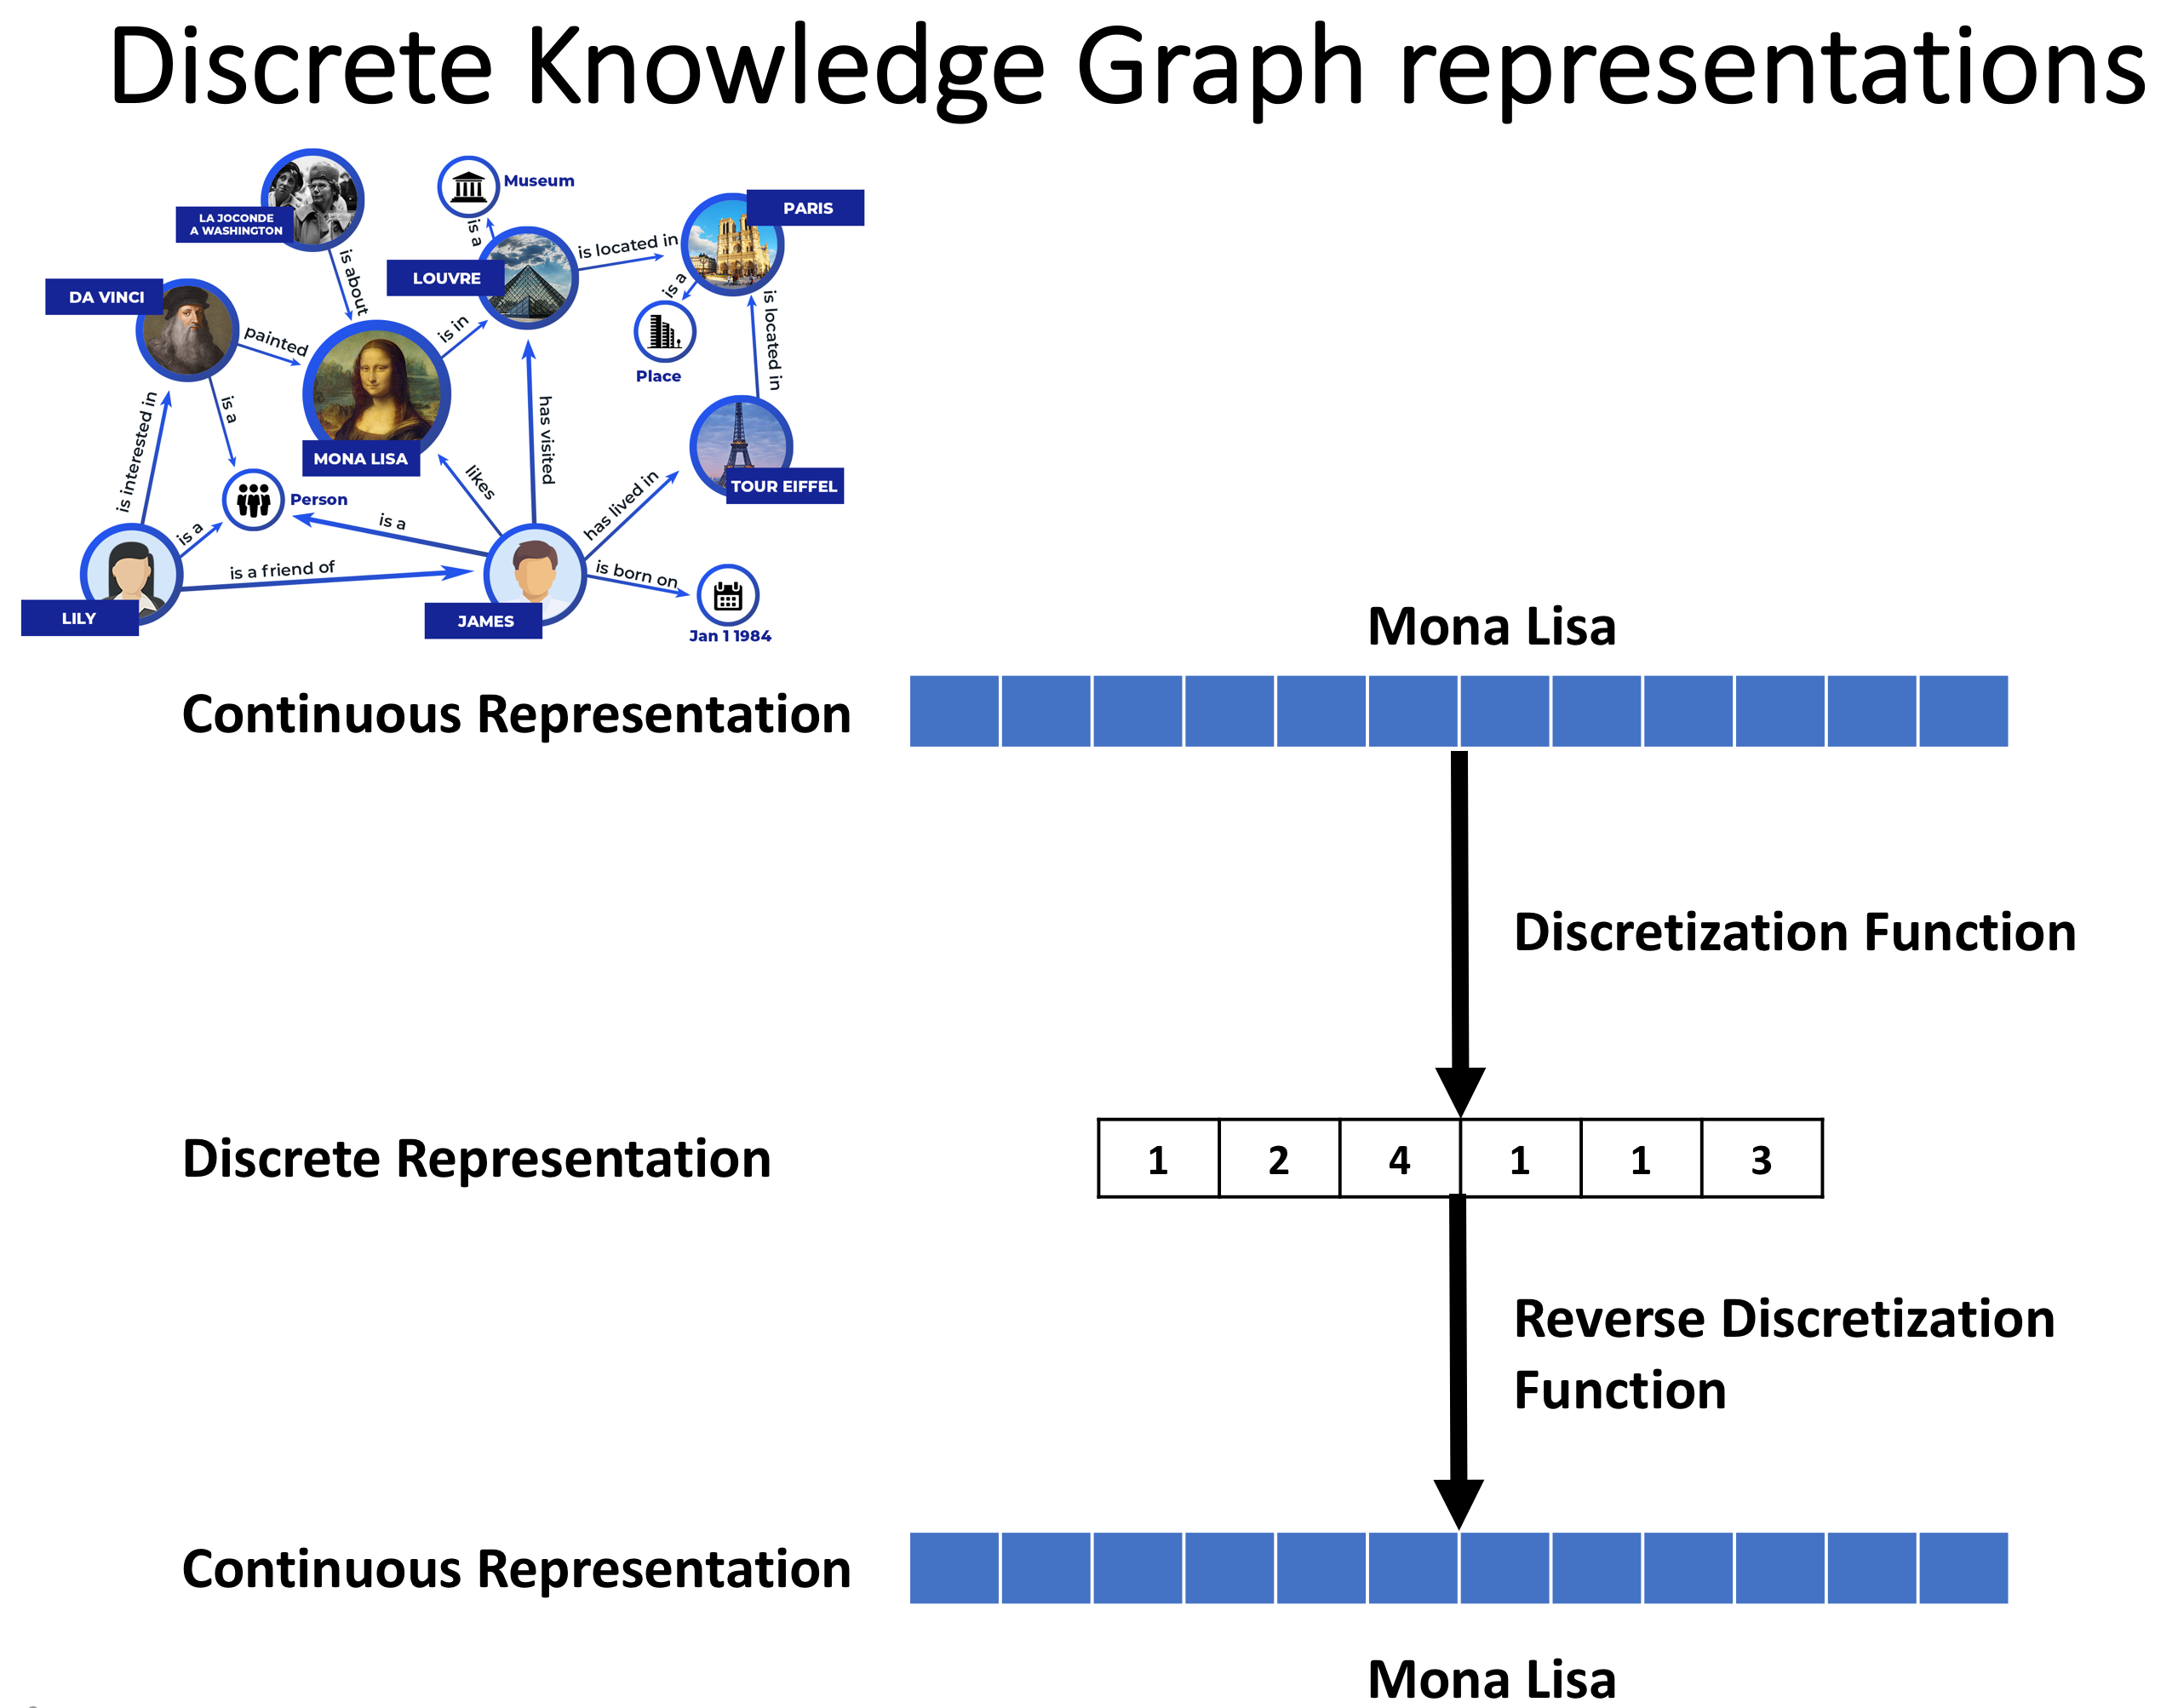 Discrete Knowledge Graph representations
LA JOCONDE
A WASHINGTON
Museum
PARIS
is a
is located in
is about
LOUVRE
DA VINCI
is a
painted
is in
is located in
Place
is interested in
is a
has visited
MONA LISA
likes
has lived in
TOUR EIFFEL
Person
is a
is a
is a friend of
is born on
LILY
JAMES
Jan 1 1984
Mona Lisa
Continuous Representation
Discretization Function
Discrete Representation
1 2 4 1 1 3
Reverse Discretization
Function
Continuous Representation
Mona Lisa